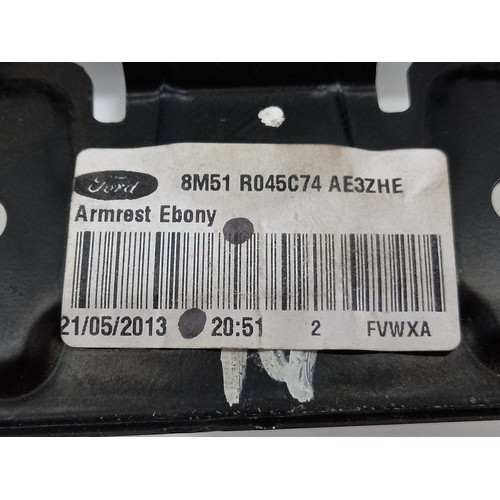 Ford 8M51 R045C74 AE3ZHE
Armrest Ebony
21/05/2013 20:51 2 FVWXA